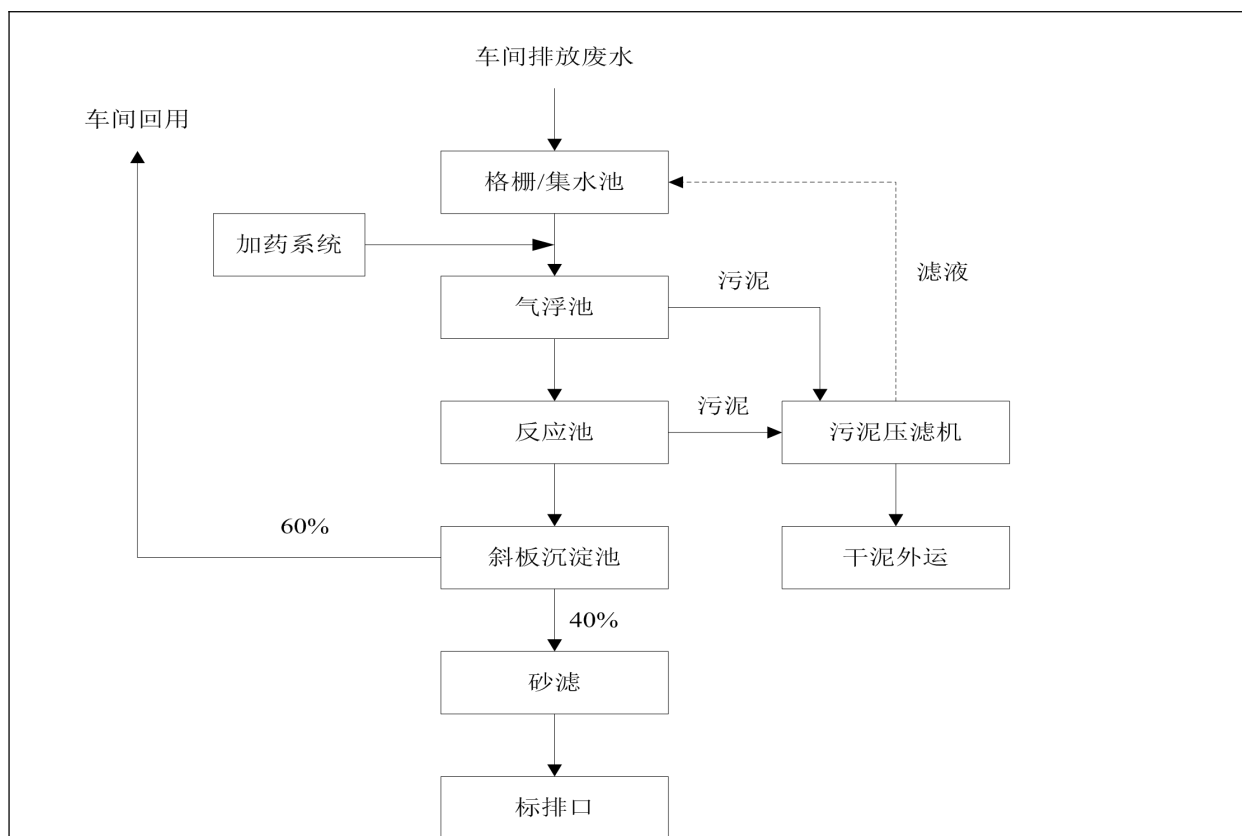 车间排放废水
车间回用
格栅/集水池
加药系统
滤液
污泥
气浮池
污泥
反应池
污泥压滤机
60%
斜板沉淀池
干泥外运
40%
砂滤
标排口